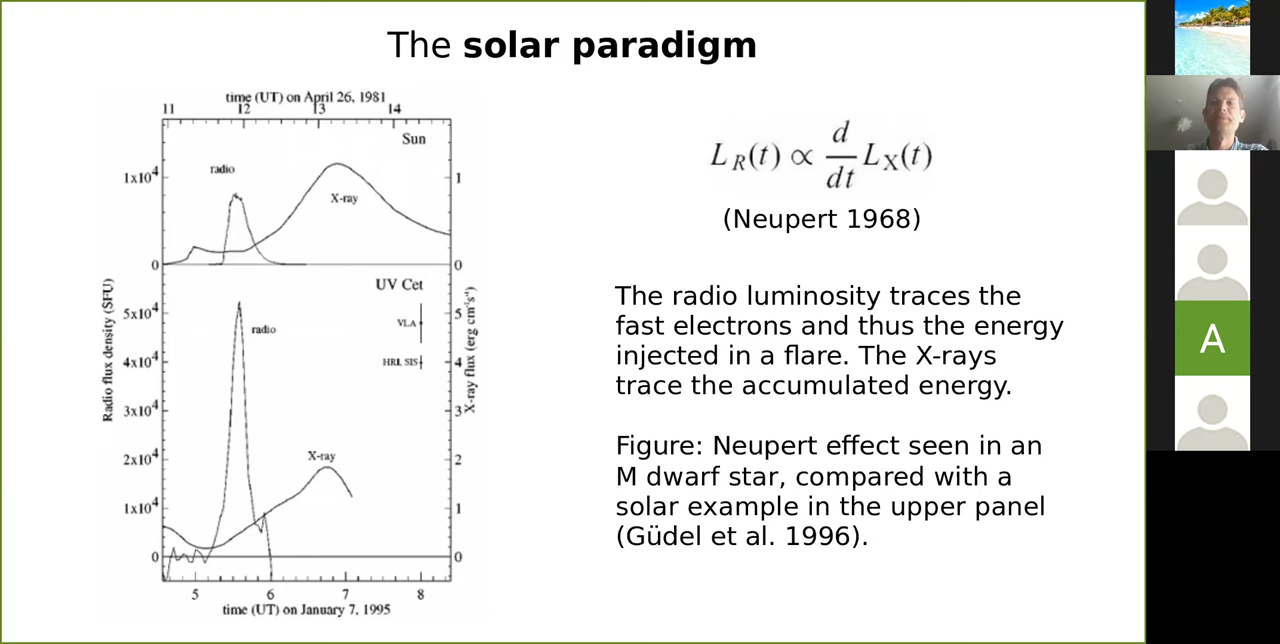 The solar paradigm
time (UT) on April 26, 1981
11 12 13 14
Sun
radio
X-ray
1x10⁴
1
0
0
UV Cet
radio
VLA
HRI, SIS
X-ray
5x10⁴
4x10⁴
3x10⁴
2x10⁴
1x10⁴
0
5
4
3
2
1
0
Radio flux density (SFU)
X-ray flux (erg cm⁻²s⁻¹)
5 6 7 8
time (UT) on January 7, 1995
L_R(t) ∝ d/dt L_X(t)
(Neupert 1968)
The radio luminosity traces the
fast electrons and thus the energy
injected in a flare. The X-rays
trace the accumulated energy.
Figure: Neupert effect seen in an
M dwarf star, compared with a
solar example in the upper panel
(Güdel et al. 1996).
A